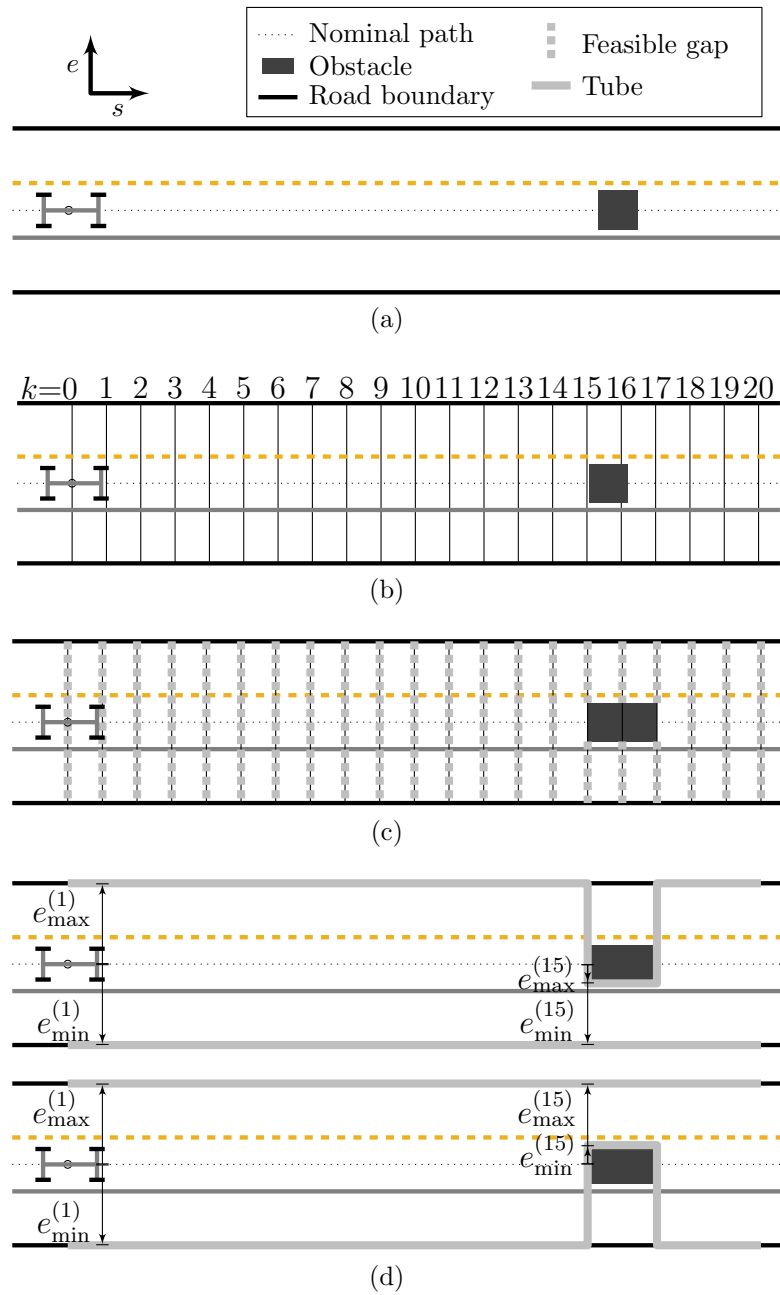 e
s
Nominal path
Obstacle
Road boundary
Feasible gap
Tube
(a)
k=0 1 2 3 4 5 6 7 8 9 10 11 12 13 14 15 16 17 18 19 20
(b)
(c)
e_max^(1)
e_min^(1)
e_max^(15)
e_min^(15)
e_max^(1)
e_min^(1)
e_max^(15)
e_min^(15)
(d)